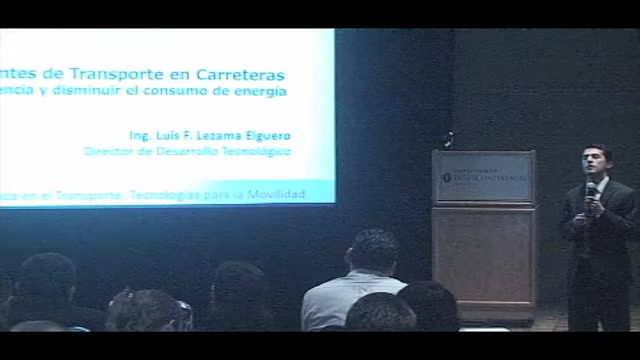 ntes de Transporte en Carreteras
encia y disminuir el consumo de energía
Ing. Luis F. Lezama Elguero
Director de Desarrollo Tecnológico
ica en el Transporte: Tecnologías para la Movilidad